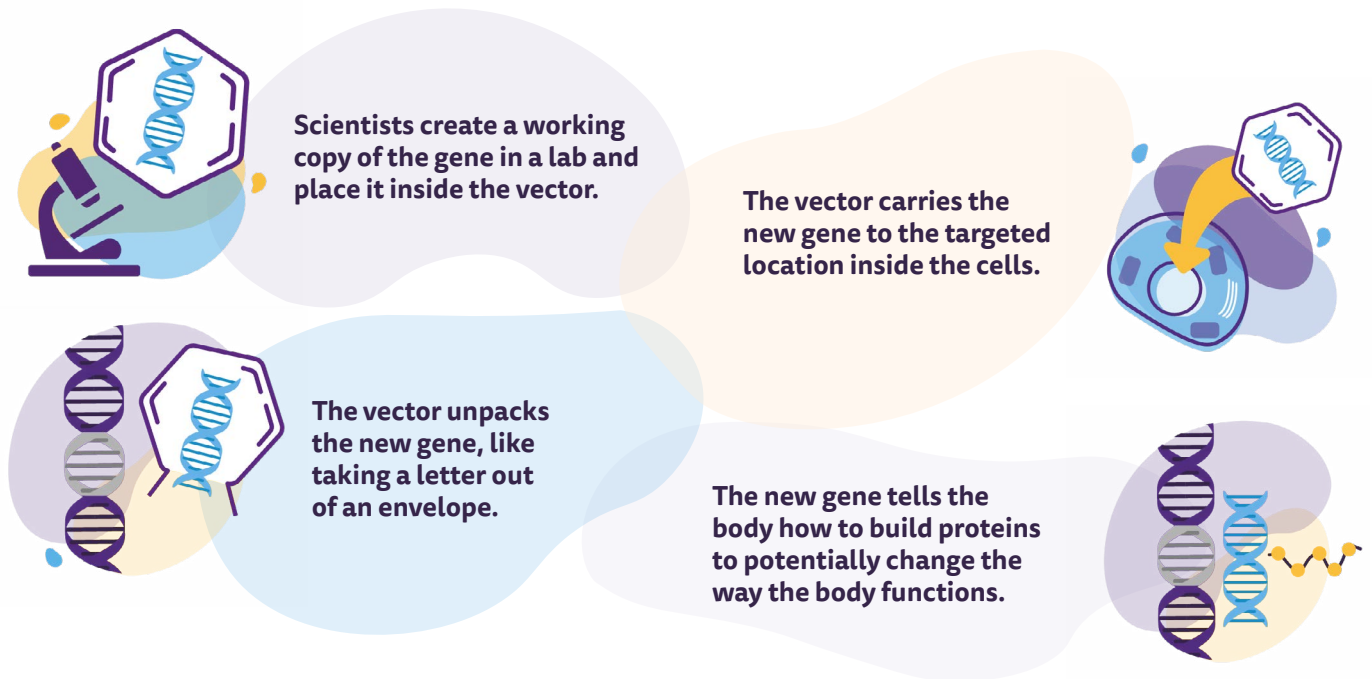 Scientists create a working
copy of the gene in a lab and
place it inside the vector.
The vector carries the
new gene to the targeted
location inside the cells.
The vector unpacks
the new gene, like
taking a letter out
of an envelope.
The new gene tells the
body how to build proteins
to potentially change the
way the body functions.